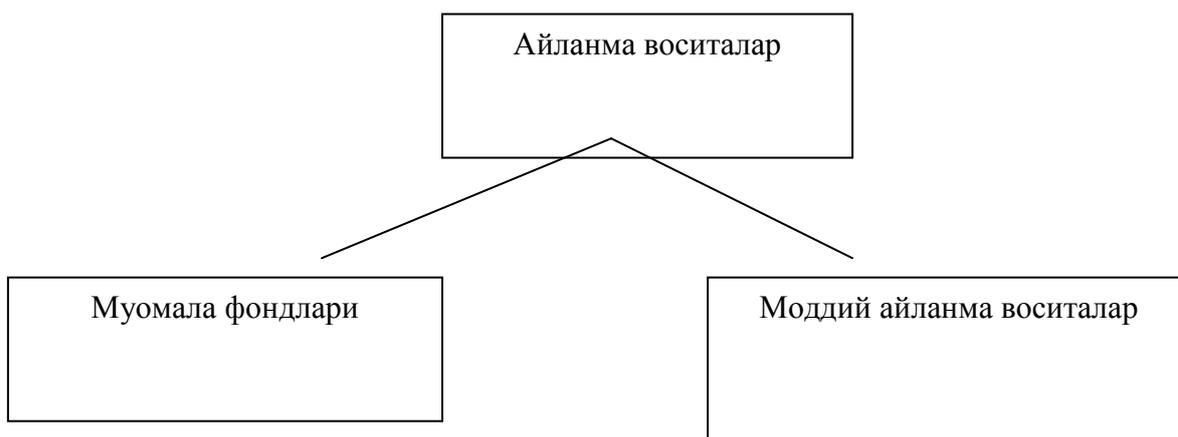 Айланма воситалар
Муомала фондлари
Моддий айланма воситалар